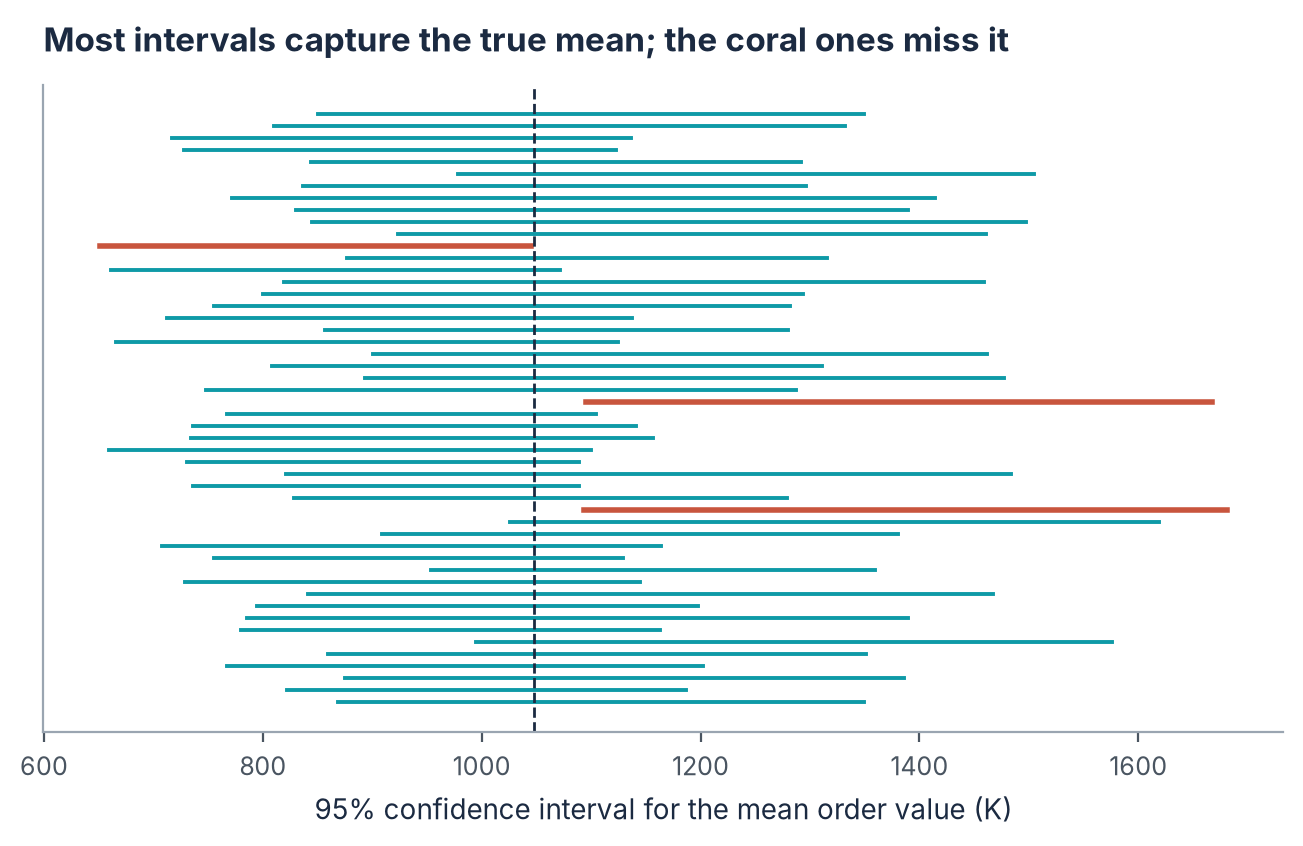 Most intervals capture the true mean; the coral ones miss it
600 800 1000 1200 1400 1600
95% confidence interval for the mean order value (K)